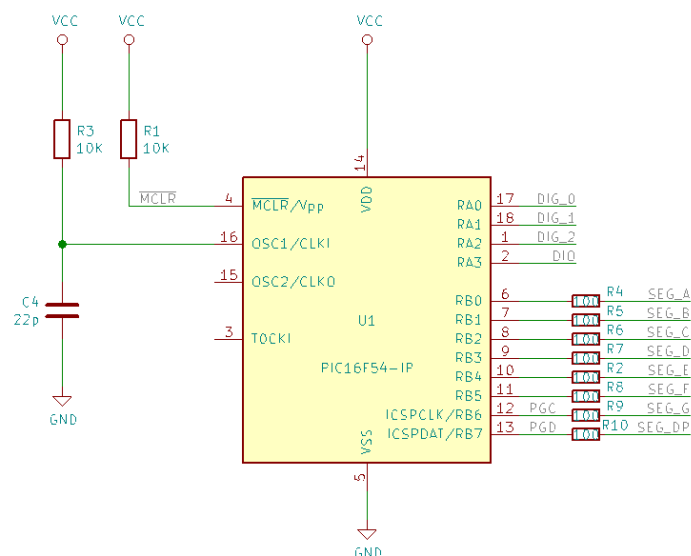 VCC
VCC
VCC
R3
10K
R1
10K
14
MCLR
4
MCLR/Vpp
VDD
RA0
17
DIG_0
RA1
18
DIG_1
16
OSC1/CLKI
RA2
1
DIG_2
RA3
2
DIO
15
OSC2/CLKO
C4
22p
RB0
6
R4
SEG_A
RB1
7
R5
SEG_B
U1
3
TOCKI
RB2
8
R6
SEG_C
RB3
9
R7
SEG_D
PIC16F54-IP
RB4
10
R2
SEG_E
RB5
11
R8
SEG_F
ICSPCLK/RB6
12
PGC
R9
SEG_G
ICSPDAT/RB7
13
PGD
R10
SEG_DP
GND
VSS
5
GND